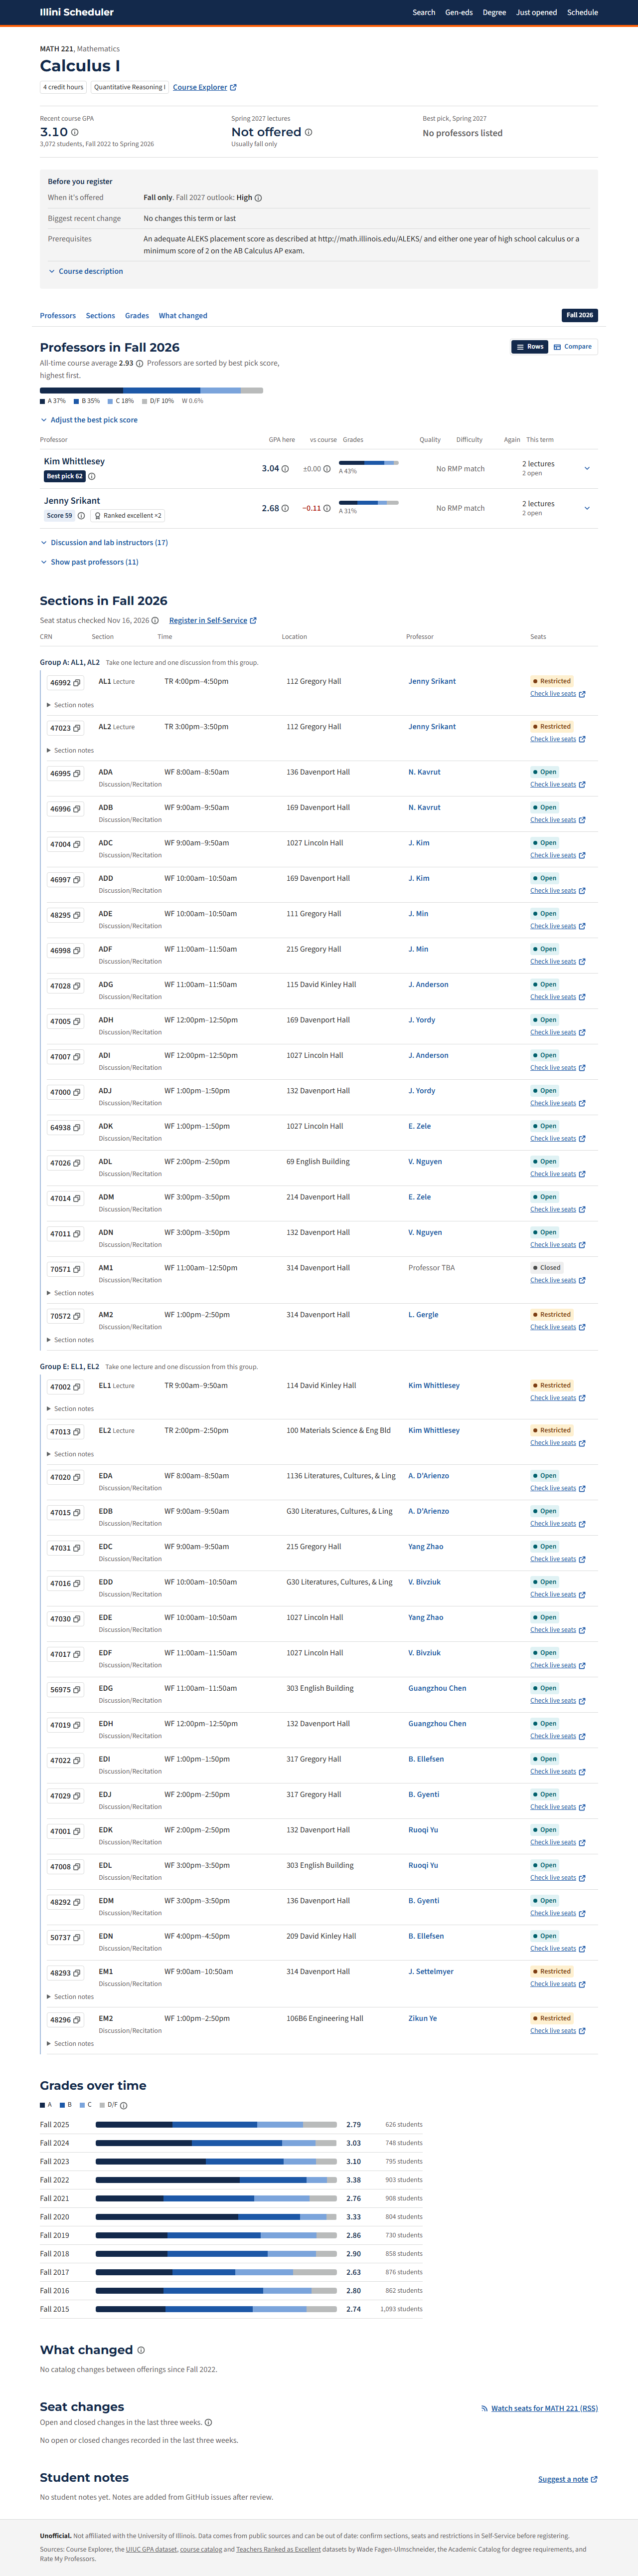 Illini Scheduler
Search Gen-eds Degree Just opened Schedule
MATH 221, Mathematics
Calculus I
4 credit hours Quantitative Reasoning I Course Explorer
Recent course GPA
3.10
3,072 students, Fall 2022 to Spring 2026
Spring 2027 lectures
Not offered
Usually fall only
Best pick, Spring 2027
No professors listed
Before you register
When it's offered Fall only. Fall 2027 outlook: High
Biggest recent change No changes this term or last
Prerequisites An adequate ALEKS placement score as described at http://math.illinois.edu/ALEKS/ and either one year of high school calculus or a
minimum score of 2 on the AB Calculus AP exam.
Course description
Professors Sections Grades What changed Fall 2026
Professors in Fall 2026
Rows Compare
All-time course average 2.93 Professors are sorted by best pick score,
highest first.
A 37% B 35% C 18% D/F 10% W 0.6%
Adjust the best pick score
Professor GPA here vs course Grades Quality Difficulty Again This term
Kim Whittlesey
Best pick 62
3.04 ±0.00 A 43% No RMP match 2 lectures
2 open
Jenny Srikant
Score 59 Ranked excellent ×2
2.68 −0.11 A 31% No RMP match 2 lectures
2 open
Discussion and lab instructors (17)
Show past professors (11)
Sections in Fall 2026
Seat status checked Nov 16, 2026 Register in Self-Service
CRN Section Time Location Professor Seats
Group A: AL1, AL2 Take one lecture and one discussion from this group.
46992 AL1 Lecture TR 4:00pm–4:50pm 112 Gregory Hall Jenny Srikant Restricted
Check live seats
Section notes
47023 AL2 Lecture TR 3:00pm–3:50pm 112 Gregory Hall Jenny Srikant Restricted
Check live seats
Section notes
46995 ADA WF 8:00am–8:50am 136 Davenport Hall N. Kavrut Open
Discussion/Recitation Check live seats
46996 ADB WF 9:00am–9:50am 169 Davenport Hall N. Kavrut Open
Discussion/Recitation Check live seats
47004 ADC WF 9:00am–9:50am 1027 Lincoln Hall J. Kim Open
Discussion/Recitation Check live seats
46997 ADD WF 10:00am–10:50am 169 Davenport Hall J. Kim Open
Discussion/Recitation Check live seats
48295 ADE WF 10:00am–10:50am 111 Gregory Hall J. Min Open
Discussion/Recitation Check live seats
46998 ADF WF 11:00am–11:50am 215 Gregory Hall J. Min Open
Discussion/Recitation Check live seats
47028 ADG WF 11:00am–11:50am 115 David Kinley Hall J. Anderson Open
Discussion/Recitation Check live seats
47005 ADH WF 12:00pm–12:50pm 169 Davenport Hall J. Yordy Open
Discussion/Recitation Check live seats
47007 ADI WF 12:00pm–12:50pm 1027 Lincoln Hall J. Anderson Open
Discussion/Recitation Check live seats
47000 ADJ WF 1:00pm–1:50pm 132 Davenport Hall J. Yordy Open
Discussion/Recitation Check live seats
64938 ADK WF 1:00pm–1:50pm 1027 Lincoln Hall E. Zele Open
Discussion/Recitation Check live seats
47026 ADL WF 2:00pm–2:50pm 69 English Building V. Nguyen Open
Discussion/Recitation Check live seats
47014 ADM WF 3:00pm–3:50pm 214 Davenport Hall E. Zele Open
Discussion/Recitation Check live seats
47011 ADN WF 3:00pm–3:50pm 132 Davenport Hall V. Nguyen Open
Discussion/Recitation Check live seats
70571 AM1 WF 11:00am–12:50pm 314 Davenport Hall Professor TBA Closed
Discussion/Recitation Check live seats
Section notes
70572 AM2 WF 1:00pm–2:50pm 314 Davenport Hall L. Gergle Restricted
Discussion/Recitation Check live seats
Section notes
Group E: EL1, EL2 Take one lecture and one discussion from this group.
47002 EL1 Lecture TR 9:00am–9:50am 114 David Kinley Hall Kim Whittlesey Restricted
Check live seats
Section notes
47013 EL2 Lecture TR 2:00pm–2:50pm 100 Materials Science & Eng Bld Kim Whittlesey Restricted
Check live seats
Section notes
47020 EDA WF 8:00am–8:50am 1136 Literatures, Cultures, & Ling A. D'Arienzo Open
Discussion/Recitation Check live seats
47015 EDB WF 9:00am–9:50am G30 Literatures, Cultures, & Ling A. D'Arienzo Open
Discussion/Recitation Check live seats
47031 EDC WF 9:00am–9:50am 215 Gregory Hall Yang Zhao Open
Discussion/Recitation Check live seats
47016 EDD WF 10:00am–10:50am G30 Literatures, Cultures, & Ling V. Bivziuk Open
Discussion/Recitation Check live seats
47030 EDE WF 10:00am–10:50am 1027 Lincoln Hall Yang Zhao Open
Discussion/Recitation Check live seats
47017 EDF WF 11:00am–11:50am 1027 Lincoln Hall V. Bivziuk Open
Discussion/Recitation Check live seats
56975 EDG WF 11:00am–11:50am 303 English Building Guangzhou Chen Open
Discussion/Recitation Check live seats
47019 EDH WF 12:00pm–12:50pm 132 Davenport Hall Guangzhou Chen Open
Discussion/Recitation Check live seats
47022 EDI WF 1:00pm–1:50pm 317 Gregory Hall B. Ellefsen Open
Discussion/Recitation Check live seats
47029 EDJ WF 2:00pm–2:50pm 317 Gregory Hall B. Gyenti Open
Discussion/Recitation Check live seats
47001 EDK WF 2:00pm–2:50pm 132 Davenport Hall Ruoqi Yu Open
Discussion/Recitation Check live seats
47008 EDL WF 3:00pm–3:50pm 303 English Building Ruoqi Yu Open
Discussion/Recitation Check live seats
48292 EDM WF 3:00pm–3:50pm 136 Davenport Hall B. Gyenti Open
Discussion/Recitation Check live seats
50737 EDN WF 4:00pm–4:50pm 209 David Kinley Hall B. Ellefsen Open
Discussion/Recitation Check live seats
48293 EM1 WF 9:00am–10:50am 314 Davenport Hall J. Settelmyer Restricted
Discussion/Recitation Check live seats
Section notes
48296 EM2 WF 1:00pm–2:50pm 106B6 Engineering Hall Zikun Ye Restricted
Discussion/Recitation Check live seats
Section notes
Grades over time
A B C D/F
Fall 2025 2.79 626 students
Fall 2024 3.03 748 students
Fall 2023 3.10 795 students
Fall 2022 3.38 903 students
Fall 2021 2.76 908 students
Fall 2020 3.33 804 students
Fall 2019 2.86 730 students
Fall 2018 2.90 858 students
Fall 2017 2.63 876 students
Fall 2016 2.80 862 students
Fall 2015 2.74 1,093 students
What changed
No catalog changes between offerings since Fall 2022.
Seat changes Watch seats for MATH 221 (RSS)
Open and closed changes in the last three weeks.
No open or closed changes recorded in the last three weeks.
Student notes Suggest a note
No student notes yet. Notes are added from GitHub issues after review.
Unofficial. Not affiliated with the University of Illinois. Data comes from public sources and can be out of date: confirm sections, seats and restrictions in Self-Service before registering.
Sources: Course Explorer, the UIUC GPA dataset, course catalog and Teachers Ranked as Excellent datasets by Wade Fagen-Ulmschneider, the Academic Catalog for degree requirements, and
Rate My Professors.